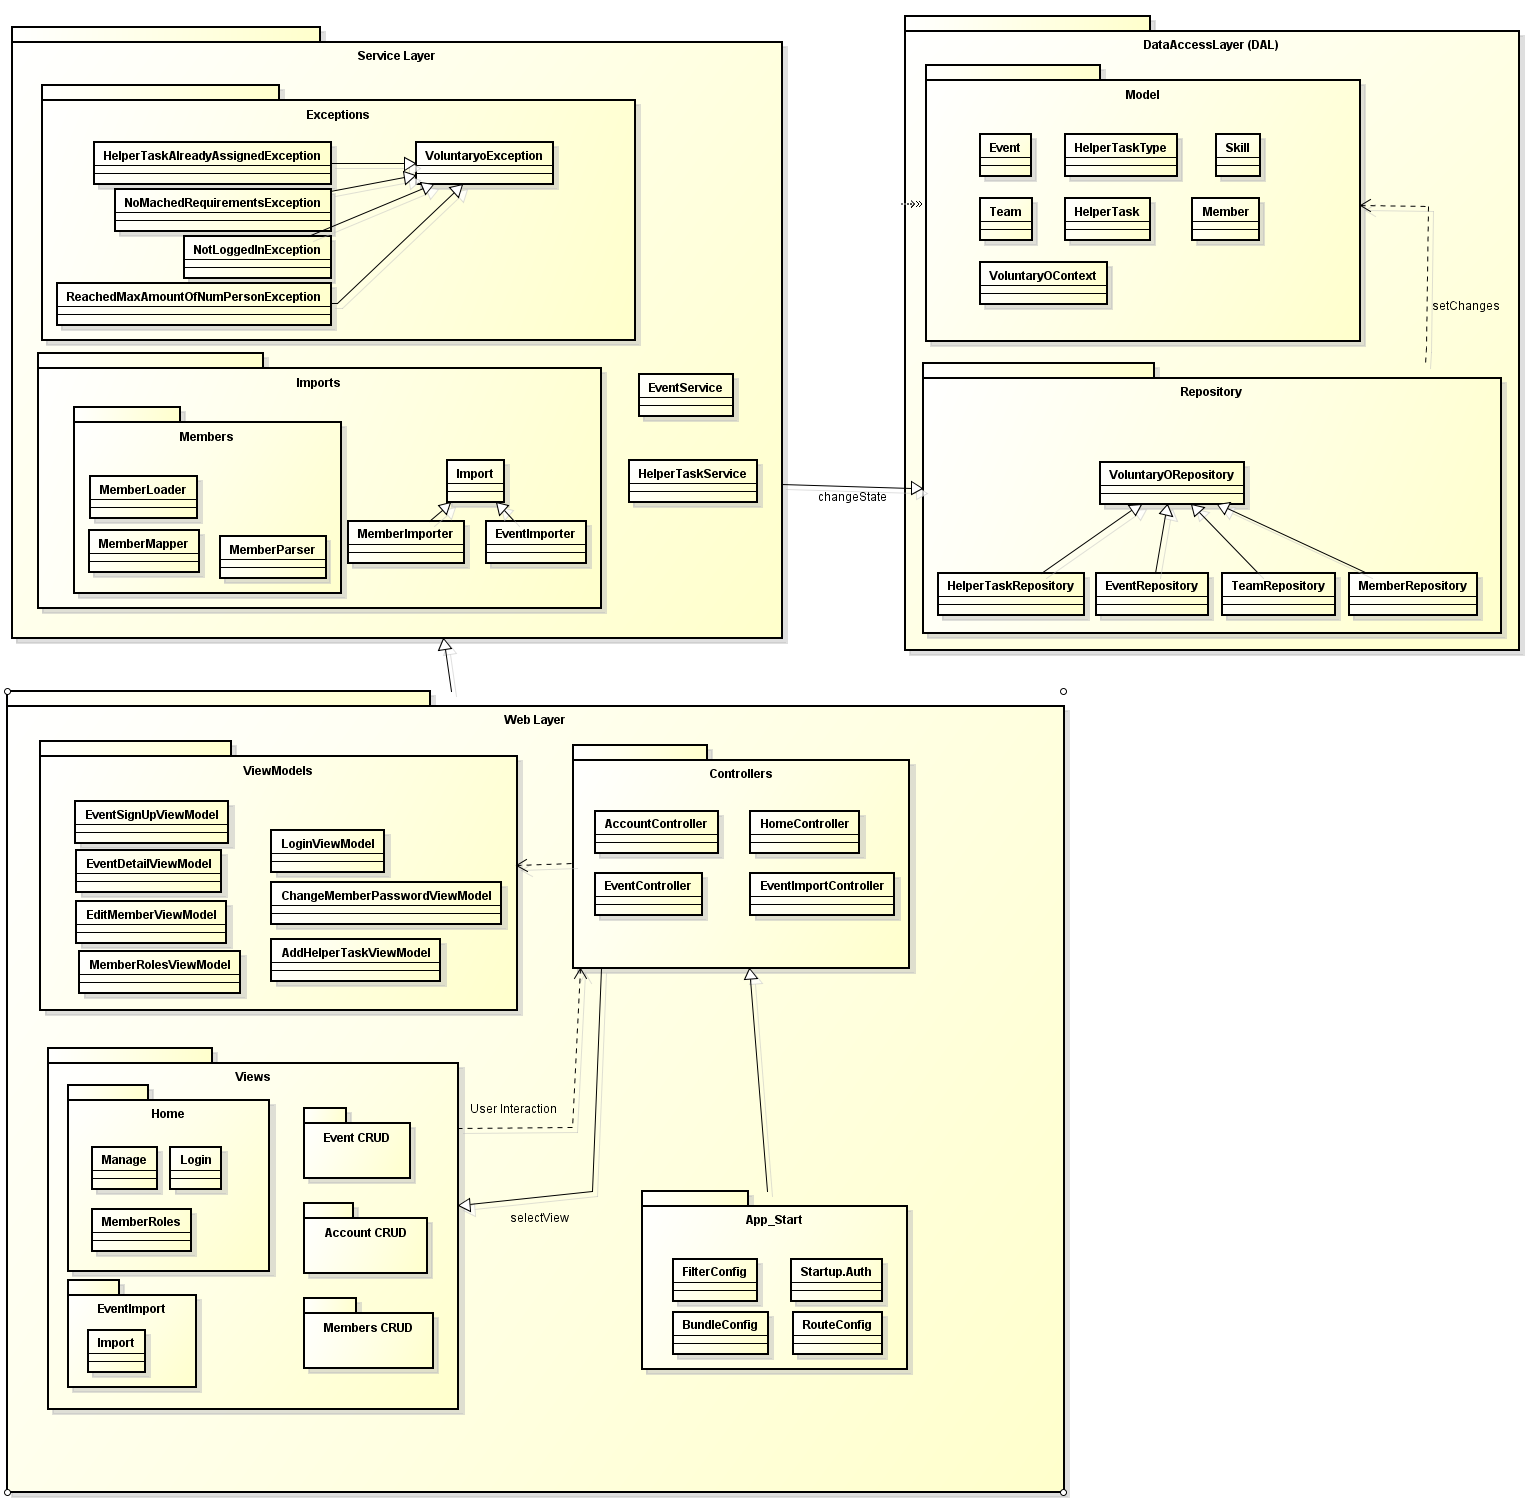 Service Layer
Exceptions
HelperTaskAlreadyAssignedException
VoluntaryoException
NoMachedRequirementsException
NotLoggedInException
ReachedMaxAmountOfNumPersonException
Imports
Members
MemberLoader
MemberMapper
MemberParser
Import
MemberImporter
EventImporter
EventService
HelperTaskService
changeState
DataAccessLayer (DAL)
Model
Event
HelperTaskType
Skill
Team
HelperTask
Member
VoluntaryOContext
setChanges
Repository
VoluntaryORepository
HelperTaskRepository
EventRepository
TeamRepository
MemberRepository
Web Layer
ViewModels
EventSignUpViewModel
EventDetailViewModel
EditMemberViewModel
MemberRolesViewModel
LoginViewModel
ChangeMemberPasswordViewModel
AddHelperTaskViewModel
Controllers
AccountController
HomeController
EventController
EventImportController
Views
Home
Manage
Login
MemberRoles
EventImport
Import
Event CRUD
Account CRUD
Members CRUD
User Interaction
selectView
App_Start
FilterConfig
Startup.Auth
BundleConfig
RouteConfig